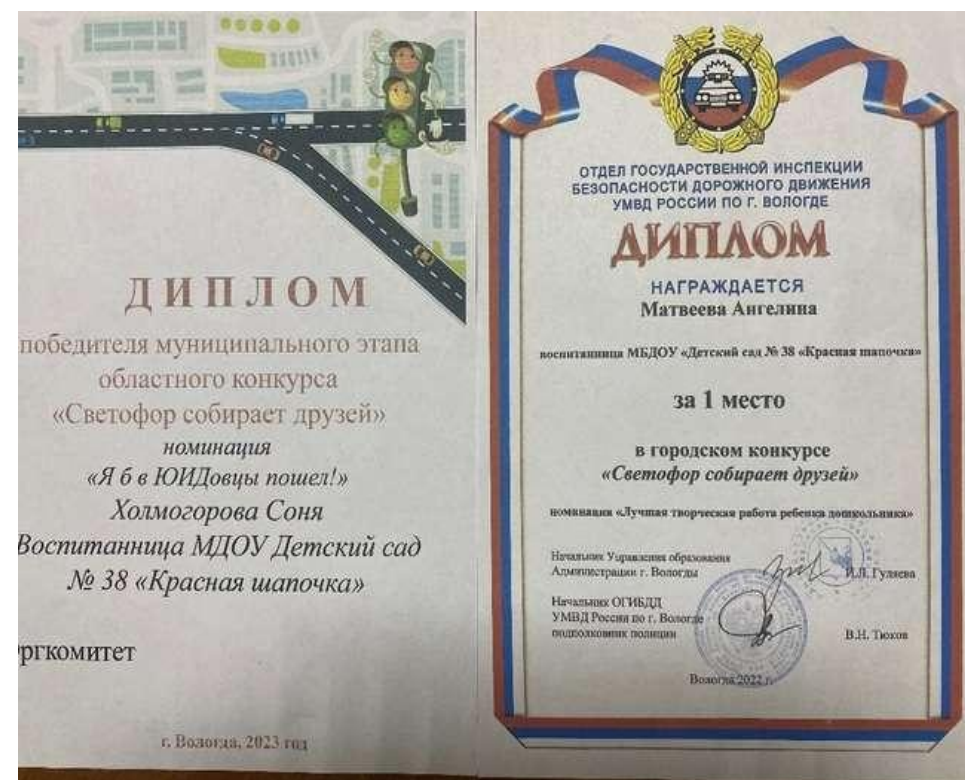 ДИПЛОМ
победителя муниципального этапа
областного конкурса
«Светофор собирает друзей»
номинация
«Я б в ЮИДовцы пошел!»
Холмогорова Соня
Воспитанница МДОУ Детский сад
№ 38 «Красная шапочка»
ргкомитет
г. Вологда, 2023 год
ОТДЕЛ ГОСУДАРСТВЕННОЙ ИНСПЕКЦИИ
БЕЗОПАСНОСТИ ДОРОЖНОГО ДВИЖЕНИЯ
УМВД РОССИИ ПО Г. ВОЛОГДЕ
ДИПЛОМ
НАГРАЖДАЕТСЯ
Матвеева Ангелина
воспитанница МБДОУ «Детский сад № 38 «Красная шапочка»
за 1 место
в городском конкурсе
«Светофор собирает друзей»
номинация «Лучшая творческая работа ребенка дошкольника»
Начальник Управления образования
Администрации г. Вологды
И.Л. Гуляева
Начальник ОГИБДД
УМВД России по г. Вологде
подполковник полиции
В.Н. Тюков
Вологда 2022 г.